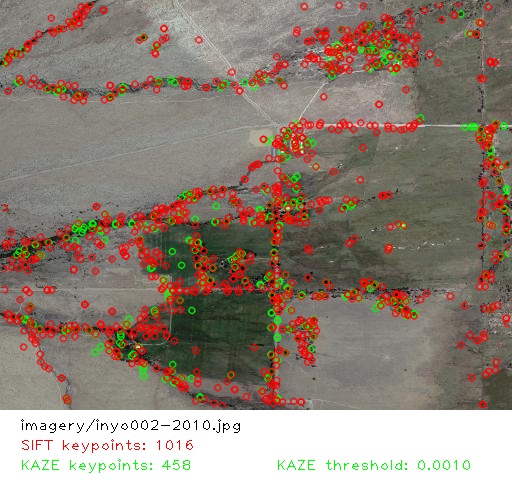 imagery/inyo002-2010.jpg
SIFT keypoints: 1016
KAZE keypoints: 458 KAZE threshold: 0.0010